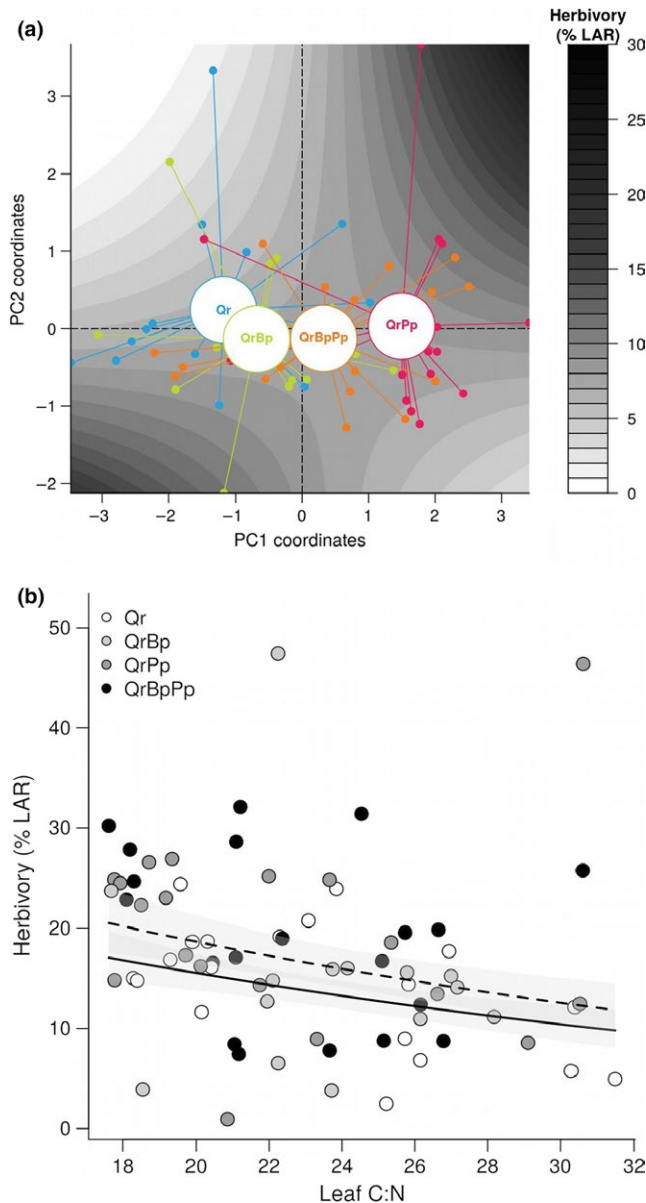 (a)
Herbivory
(% LAR)
30
25
20
15
10
5
0
PC2 coordinates
3
2
1
0
−1
−2
Qr
QrBp
QrBpPp
QrPp
−3
−2
−1
0
1
2
3
PC1 coordinates
(b)
Qr
QrBp
QrPp
QrBpPp
Herbivory (% LAR)
50
40
30
20
10
0
18
20
22
24
26
28
30
32
Leaf C:N